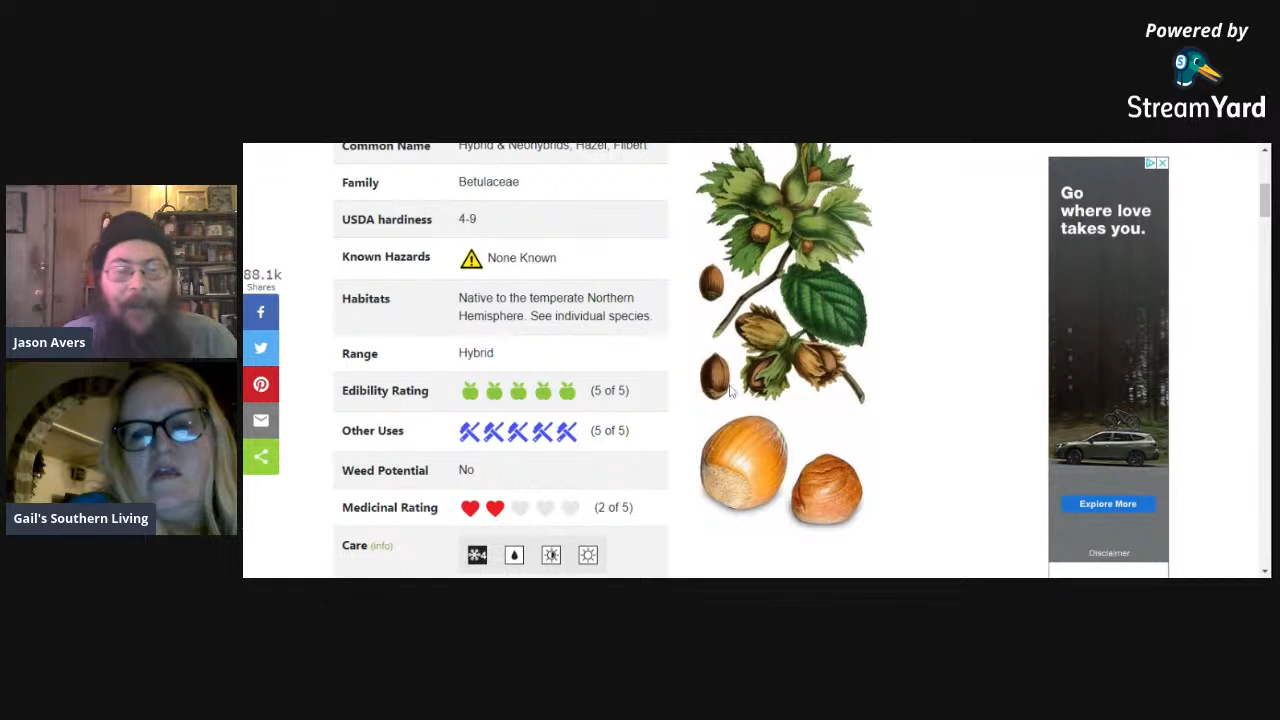 Powered by
StreamYard
Common Name Hybrid & Neohybrids, Hazel, Filbert
Family Betulaceae
USDA hardiness 4-9
Known Hazards None Known
Habitats Native to the temperate Northern
Hemisphere. See individual species.
Range Hybrid
Edibility Rating (5 of 5)
Other Uses (5 of 5)
Weed Potential No
Medicinal Rating (2 of 5)
Care (info)
4
88.1k
Shares
Jason Avers
Gail's Southern Living
Go
where love
takes you.
Explore More
Disclaimer